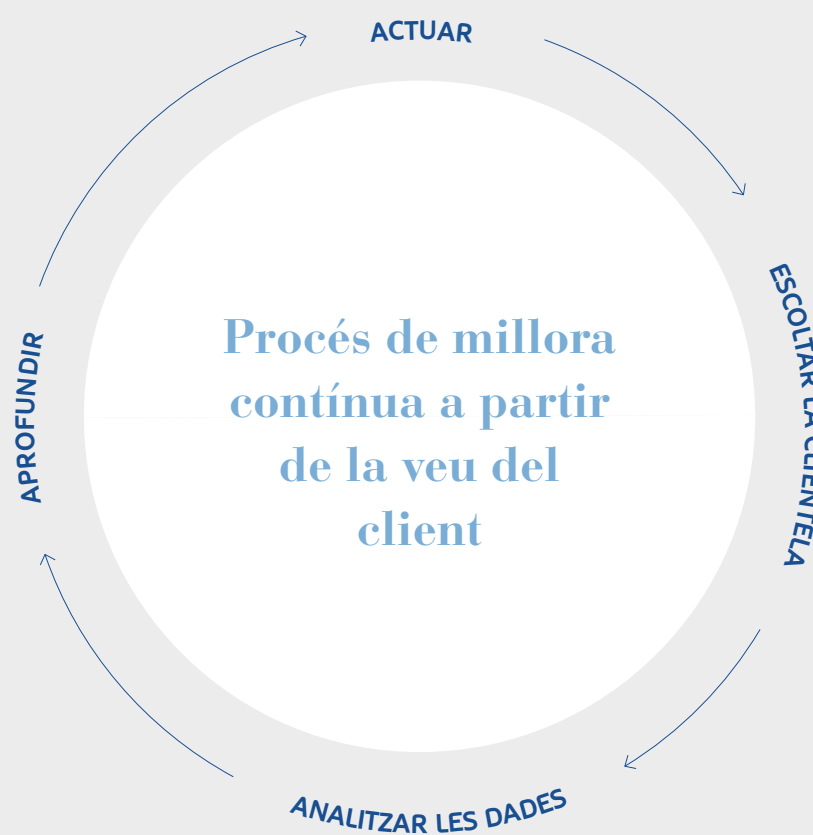 ACTUAR
ESCOLTAR LA CLIENTELA
Procés de millora
contínua a partir
de la veu del
client
APROFUNDIR
ANALITZAR LES DADES